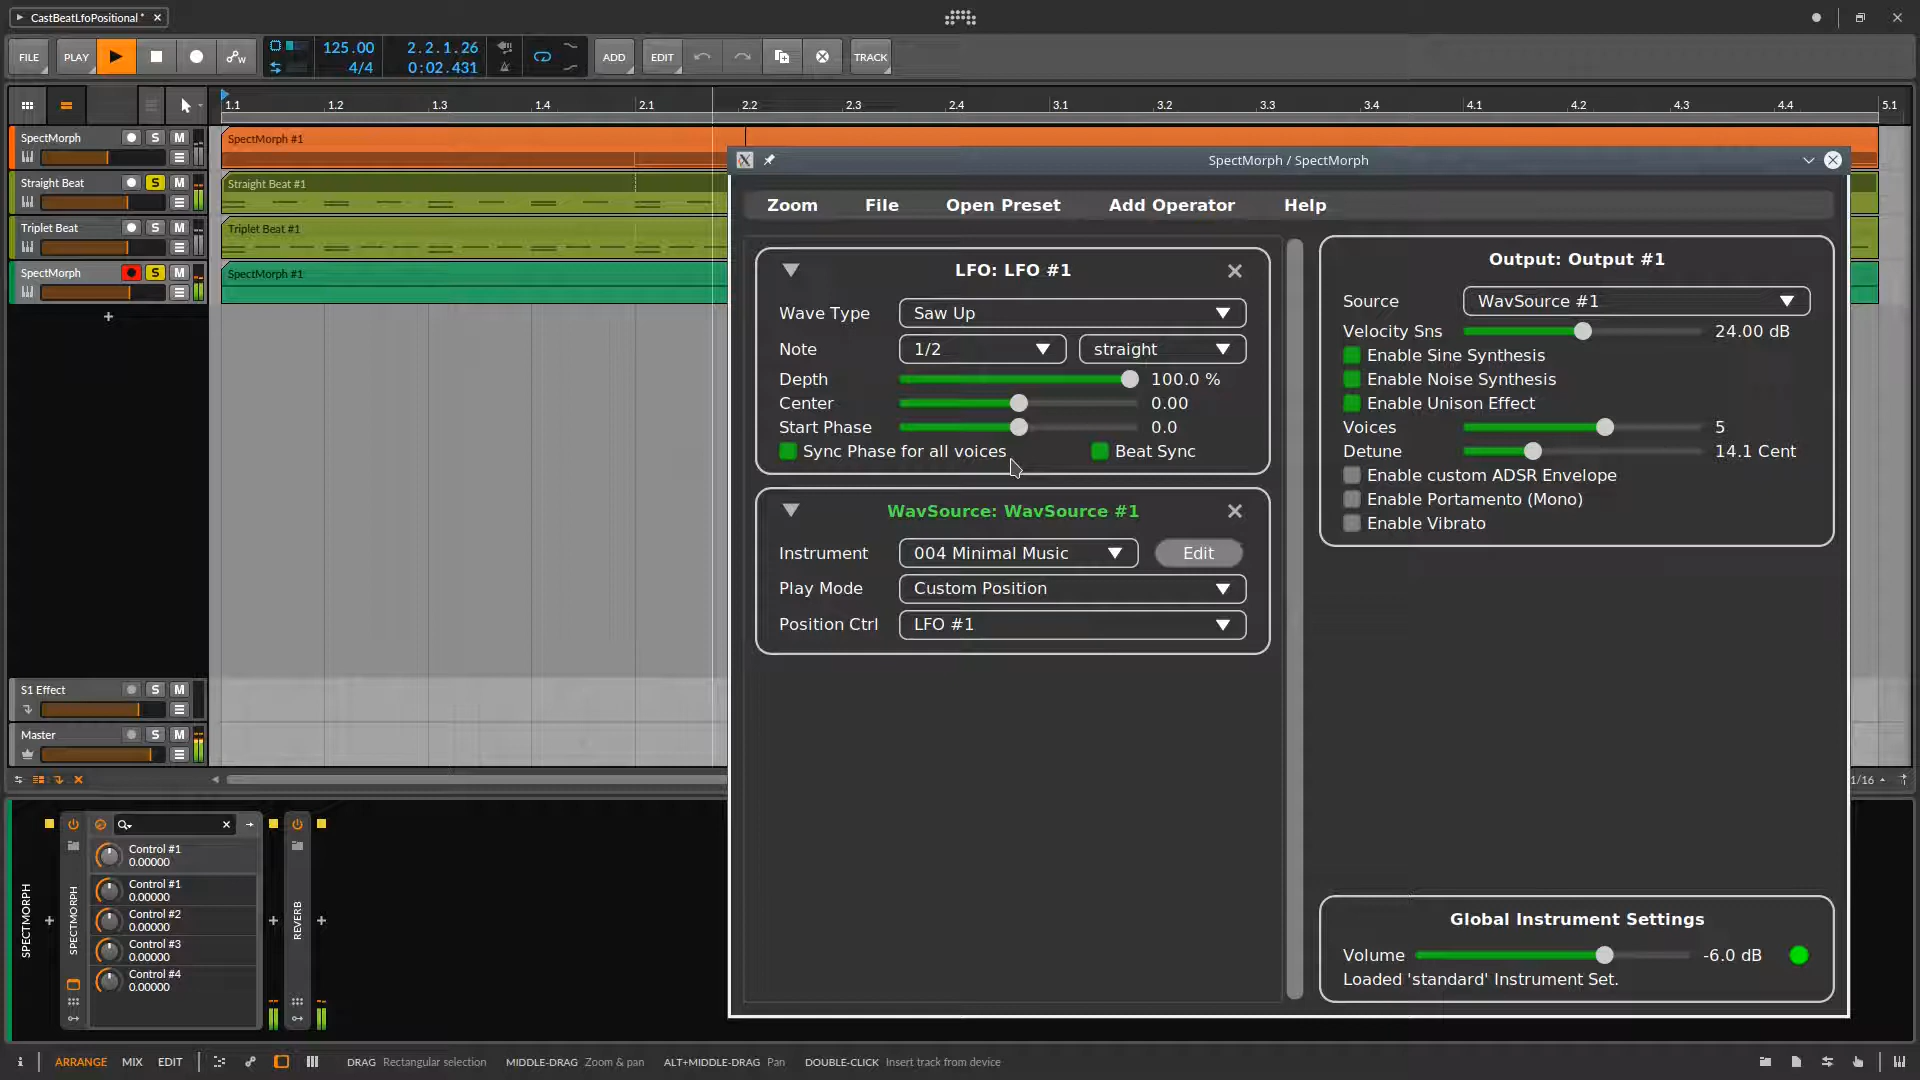 CastBeatLfoPositional *
FILE
PLAY
125.00
4/4
2.2.1.26
0:02.431
ADD
EDIT
TRACK
1.1
1.2
1.3
1.4
2.1
2.2
2.3
2.4
3.1
3.2
3.3
3.4
4.1
4.2
4.3
4.4
5.1
SpectMorph S M
SpectMorph #1
Straight Beat S M
Straight Beat #1
Triplet Beat S M
Triplet Beat #1
SpectMorph S M
SpectMorph #1
S1 Effect S M
Master S M
1/16
SpectMorph / SpectMorph
Zoom
File
Open Preset
Add Operator
Help
LFO: LFO #1
Wave Type Saw Up
Note 1/2 straight
Depth 100.0 %
Center 0.00
Start Phase 0.0
Sync Phase for all voices Beat Sync
WavSource: WavSource #1
Instrument 004 Minimal Music Edit
Play Mode Custom Position
Position Ctrl LFO #1
Output: Output #1
Source WavSource #1
Velocity Sns 24.00 dB
Enable Sine Synthesis
Enable Noise Synthesis
Enable Unison Effect
Voices 5
Detune 14.1 Cent
Enable custom ADSR Envelope
Enable Portamento (Mono)
Enable Vibrato
Global Instrument Settings
Volume -6.0 dB
Loaded 'standard' Instrument Set.
SPECTMORPH
SPECTMORPH
Control #1
0.00000
Control #1
0.00000
Control #2
0.00000
Control #3
0.00000
Control #4
0.00000
REVERB
ARRANGE MIX EDIT
DRAG Rectangular selection MIDDLE-DRAG Zoom & pan ALT+MIDDLE-DRAG Pan DOUBLE-CLICK Insert track from device